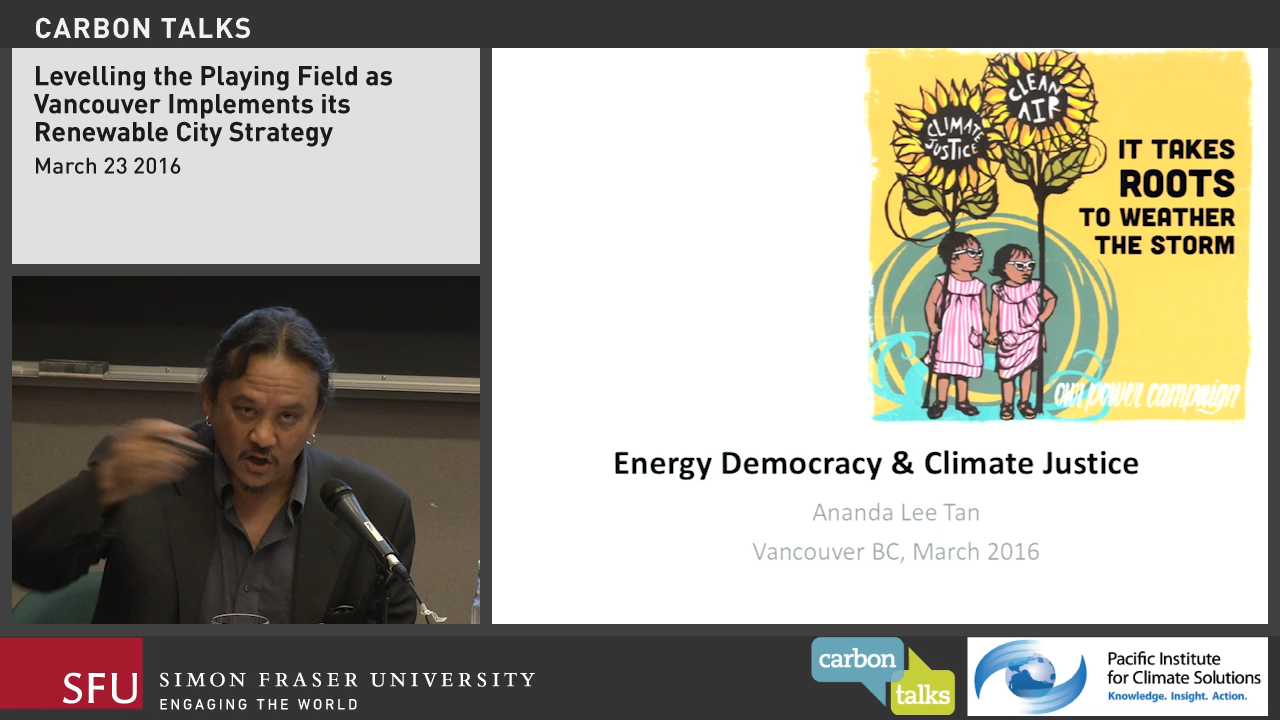 CARBON TALKS
Levelling the Playing Field as
Vancouver Implements its
Renewable City Strategy
March 23 2016
CLIMATE
JUSTICE
CLEAN
AIR
IT TAKES
ROOTS
TO WEATHER
THE STORM
our power campaign
Energy Democracy & Climate Justice
Ananda Lee Tan
Vancouver BC, March 2016
SFU
SIMON FRASER UNIVERSITY
ENGAGING THE WORLD
carbon
talks
Pacific Institute
for Climate Solutions
Knowledge. Insight. Action.